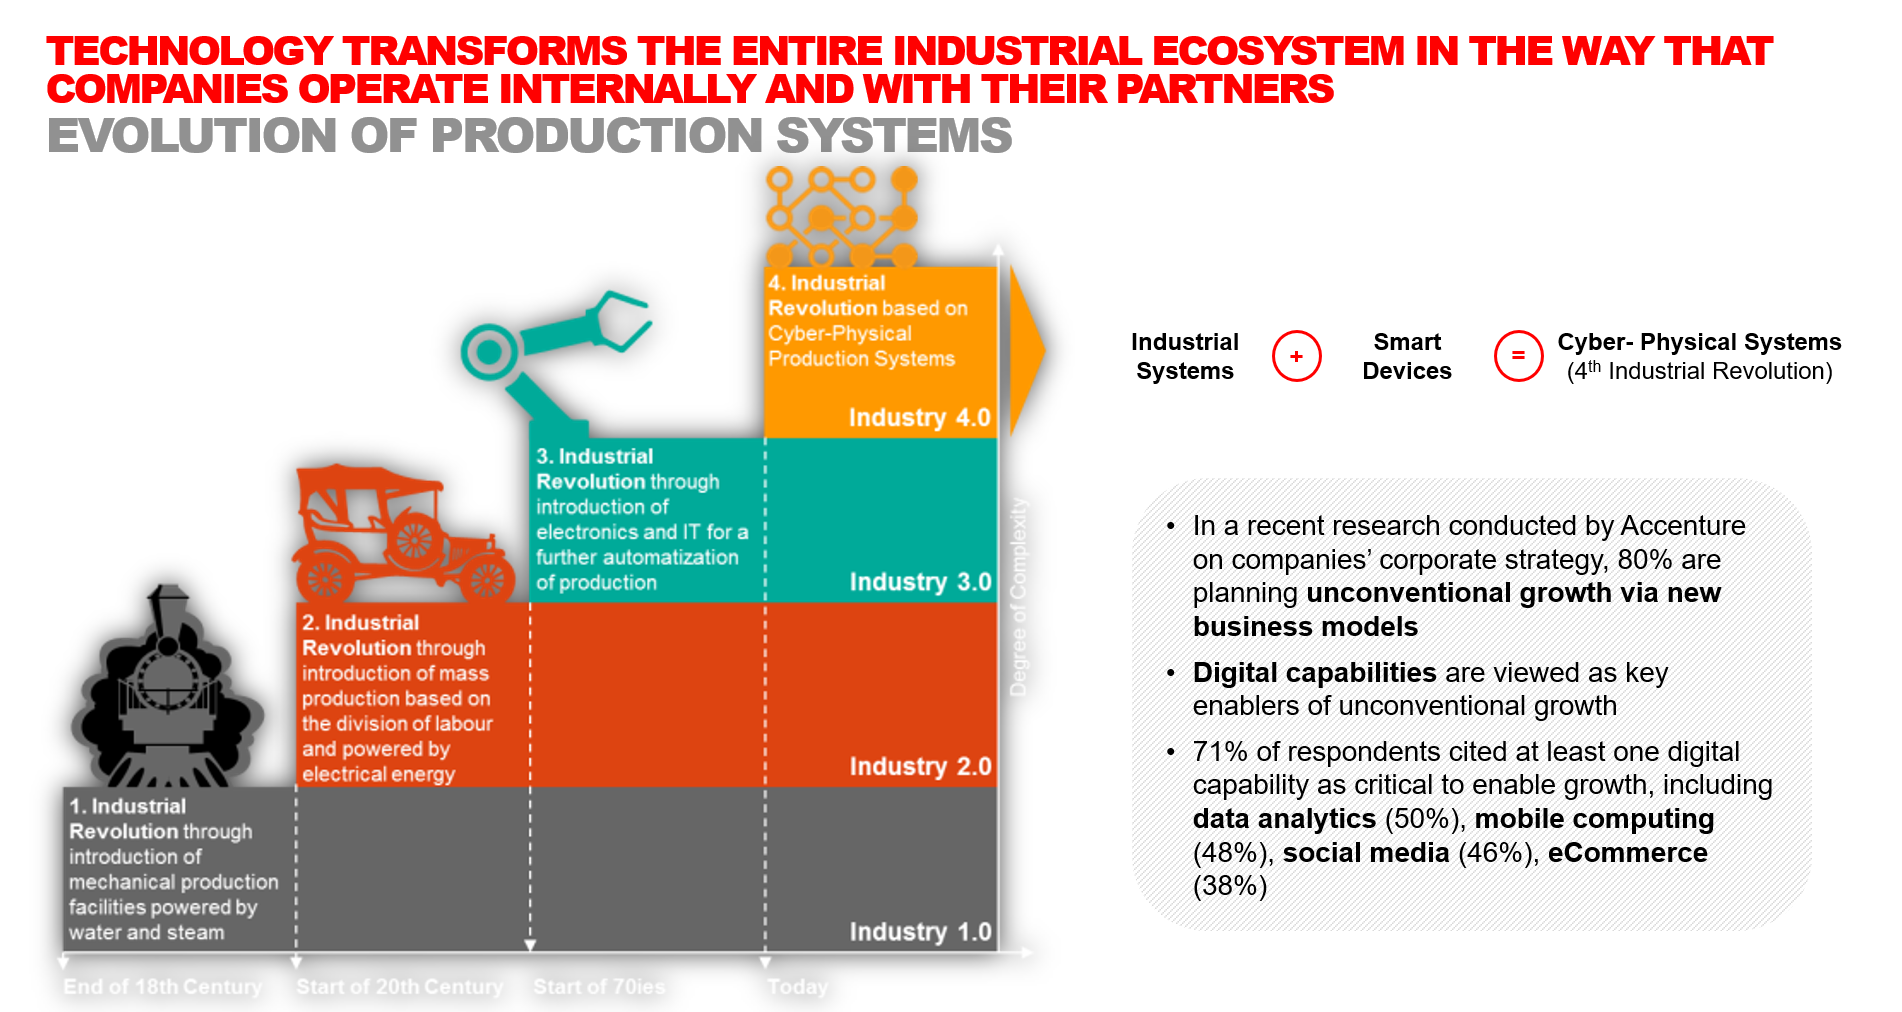 TECHNOLOGY TRANSFORMS THE ENTIRE INDUSTRIAL ECOSYSTEM IN THE WAY THAT
COMPANIES OPERATE INTERNALLY AND WITH THEIR PARTNERS
EVOLUTION OF PRODUCTION SYSTEMS
4. Industrial
Revolution based on
Cyber-Physical
Production Systems
Industry 4.0
3. Industrial
Revolution through
introduction of
electronics and IT for a
further automatization
of production
Industry 3.0
2. Industrial
Revolution through
introduction of mass
production based on
the division of labour
and powered by
electrical energy
Industry 2.0
1. Industrial
Revolution through
introduction of
mechanical production
facilities powered by
water and steam
Industry 1.0
Degree of Complexity
End of 18th Century
Start of 20th Century
Start of 70ies
Today
Industrial
Systems
+
Smart
Devices
=
Cyber- Physical Systems
(4th Industrial Revolution)
• In a recent research conducted by Accenture
on companies’ corporate strategy, 80% are
planning unconventional growth via new
business models
• Digital capabilities are viewed as key
enablers of unconventional growth
• 71% of respondents cited at least one digital
capability as critical to enable growth, including
data analytics (50%), mobile computing
(48%), social media (46%), eCommerce
(38%)